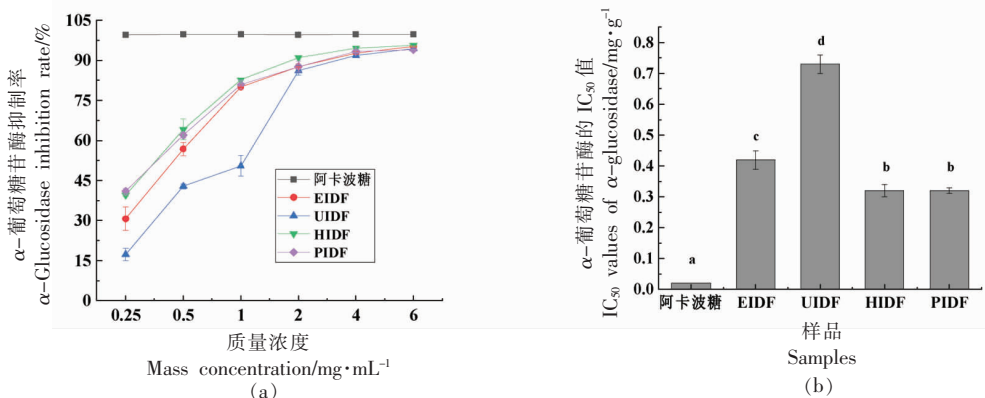 α-葡萄糖苷酶抑制率
α-Glucosidase inhibition rate/%
105
90
75
60
45
30
15
0
阿卡波糖
EIDF
UIDF
HIDF
PIDF
0.25 0.5 1 2 4 6
质量浓度
Mass concentration/mg·mL⁻¹
(a)
α-葡萄糖苷酶的 IC₅₀ 值
IC₅₀ values of α-glucosidase/mg·g⁻¹
0.8
0.7
0.6
0.5
0.4
0.3
0.2
0.1
0.0
a c d b b
阿卡波糖 EIDF UIDF HIDF PIDF
样品
Samples
(b)